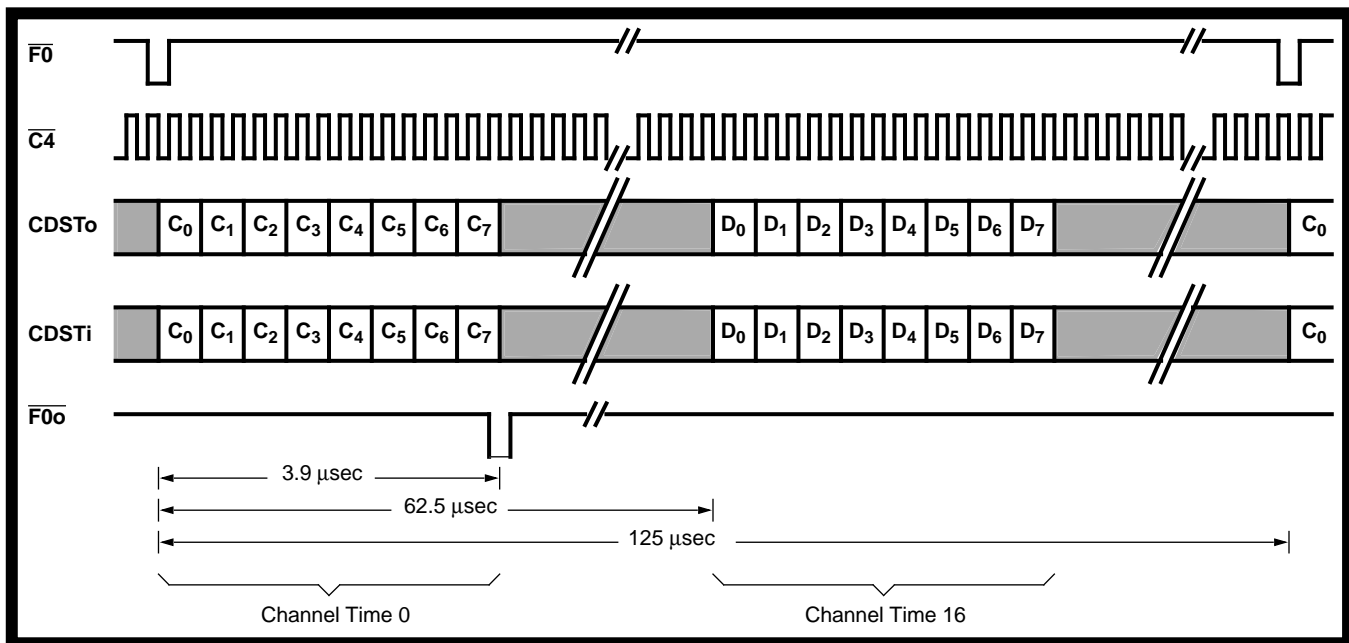 F0
C4
CDSTo C0 C1 C2 C3 C4 C5 C6 C7 D0 D1 D2 D3 D4 D5 D6 D7 C0
CDSTi C0 C1 C2 C3 C4 C5 C6 C7 D0 D1 D2 D3 D4 D5 D6 D7 C0
F0o
3.9 μsec
62.5 μsec
125 μsec
Channel Time 0 Channel Time 16